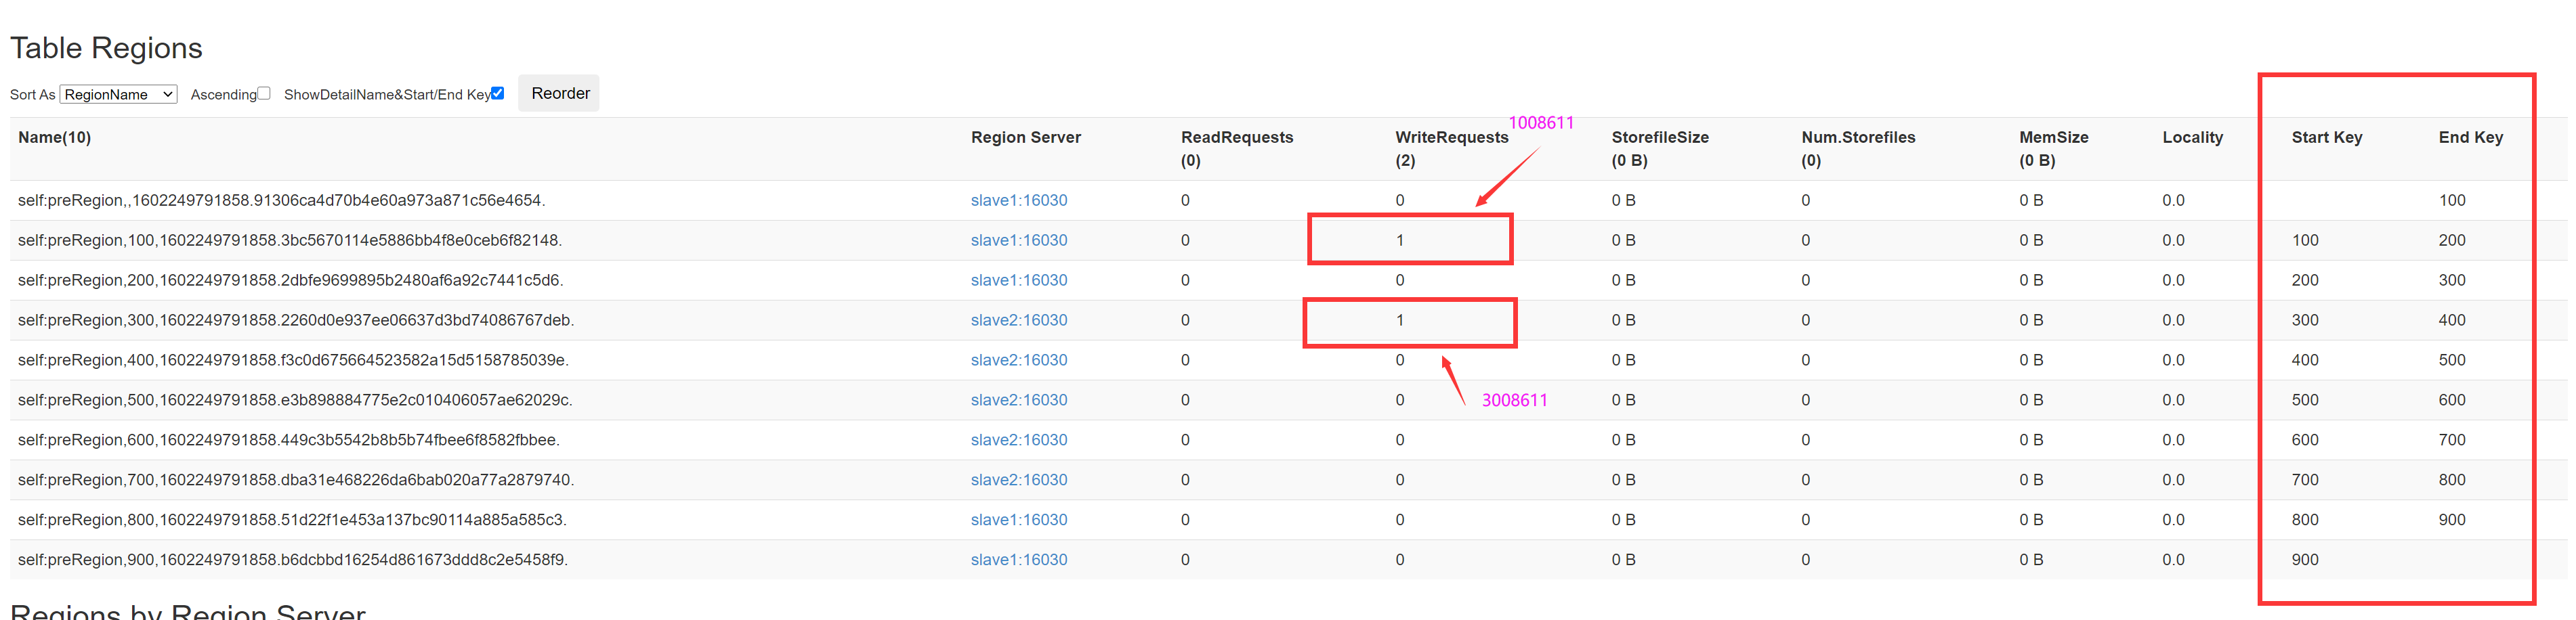 Table Regions
Sort As RegionName Ascending ShowDetailName&Start/End Key Reorder
1008611
Name(10) Region Server ReadRequests (0) WriteRequests (2) StorefileSize (0 B) Num.Storefiles (0) MemSize (0 B) Locality Start Key End Key
self:preRegion,,1602249791858.91306ca4d70b4e60a973a871c56e4654. slave1:16030 0 0 0 B 0 0 B 0.0 100
self:preRegion,100,1602249791858.3bc5670114e5886bb4f8e0ceb6f82148. slave1:16030 0 1 0 B 0 0 B 0.0 100 200
self:preRegion,200,1602249791858.2dbfe9699895b2480af6a92c7441c5d6. slave1:16030 0 0 0 B 0 0 B 0.0 200 300
self:preRegion,300,1602249791858.2260d0e937ee06637d3bd74086767deb. slave2:16030 0 1 0 B 0 0 B 0.0 300 400
self:preRegion,400,1602249791858.f3c0d675664523582a15d5158785039e. slave2:16030 0 0 0 B 0 0 B 0.0 400 500
self:preRegion,500,1602249791858.e3b898884775e2c010406057ae62029c. slave2:16030 0 0 0 B 0 0 B 0.0 500 600
3008611
self:preRegion,600,1602249791858.449c3b5542b8b5b74fbee6f8582fbbee. slave2:16030 0 0 0 B 0 0 B 0.0 600 700
self:preRegion,700,1602249791858.dba31e468226da6bab020a77a2879740. slave2:16030 0 0 0 B 0 0 B 0.0 700 800
self:preRegion,800,1602249791858.51d22f1e453a137bc90114a885a585c3. slave1:16030 0 0 0 B 0 0 B 0.0 800 900
self:preRegion,900,1602249791858.b6dcbbd16254d861673ddd8c2e5458f9. slave1:16030 0 0 0 B 0 0 B 0.0 900
Regions by Region Server